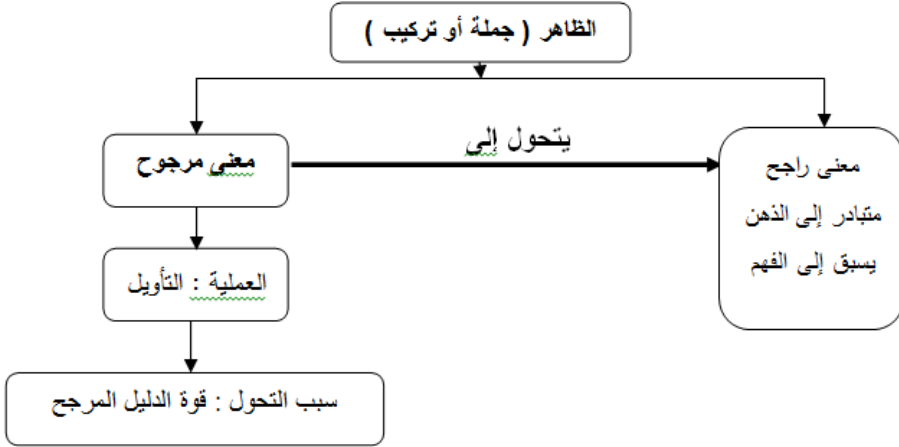 الظاهر ( جملة أو تركيب )
يتحول إلى
معنى راجح
متبادر إلى الذهن
يسبق إلى الفهم
معنى مرجوح
العملية : التأويل
سبب التحول : قوة الدليل المرجح